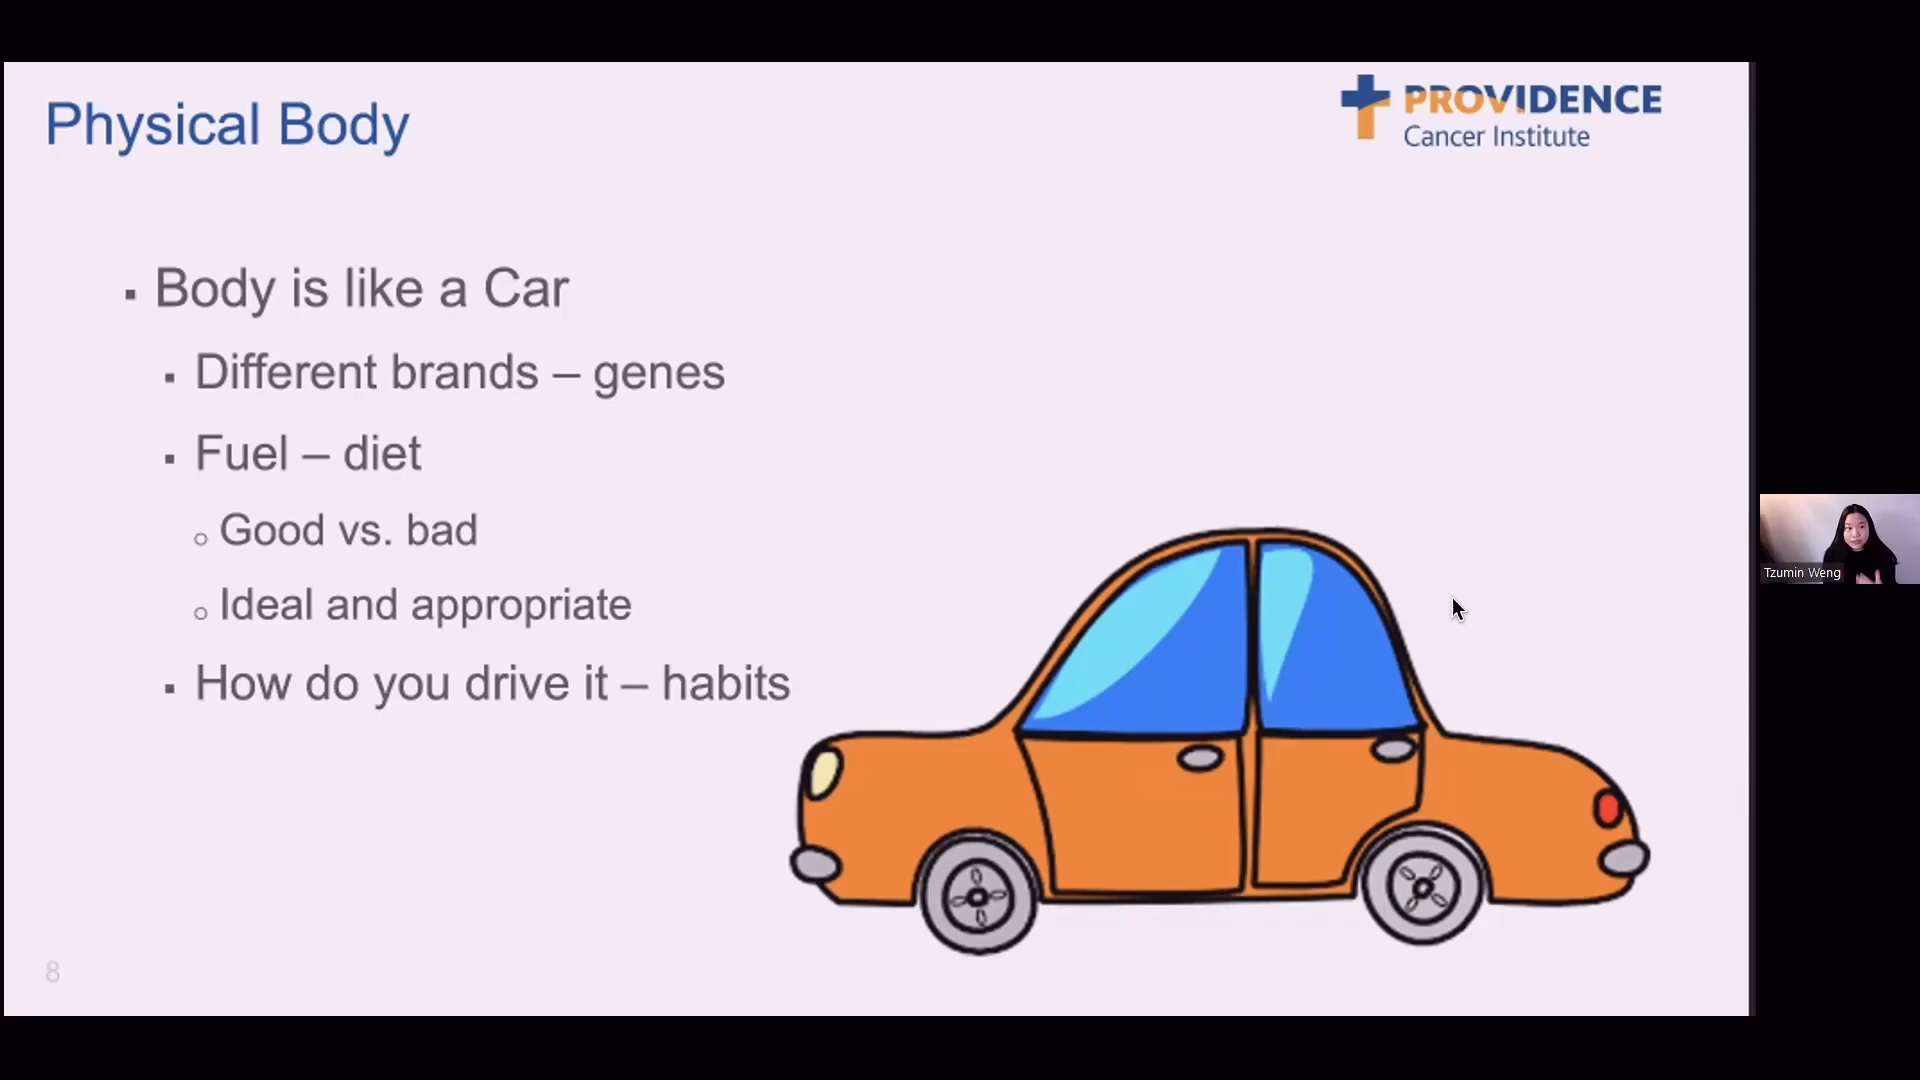 Physical Body
PROVIDENCE
Cancer Institute
▪ Body is like a Car
▪ Different brands – genes
▪ Fuel – diet
○ Good vs. bad
○ Ideal and appropriate
▪ How do you drive it – habits
Tzumin Weng
8